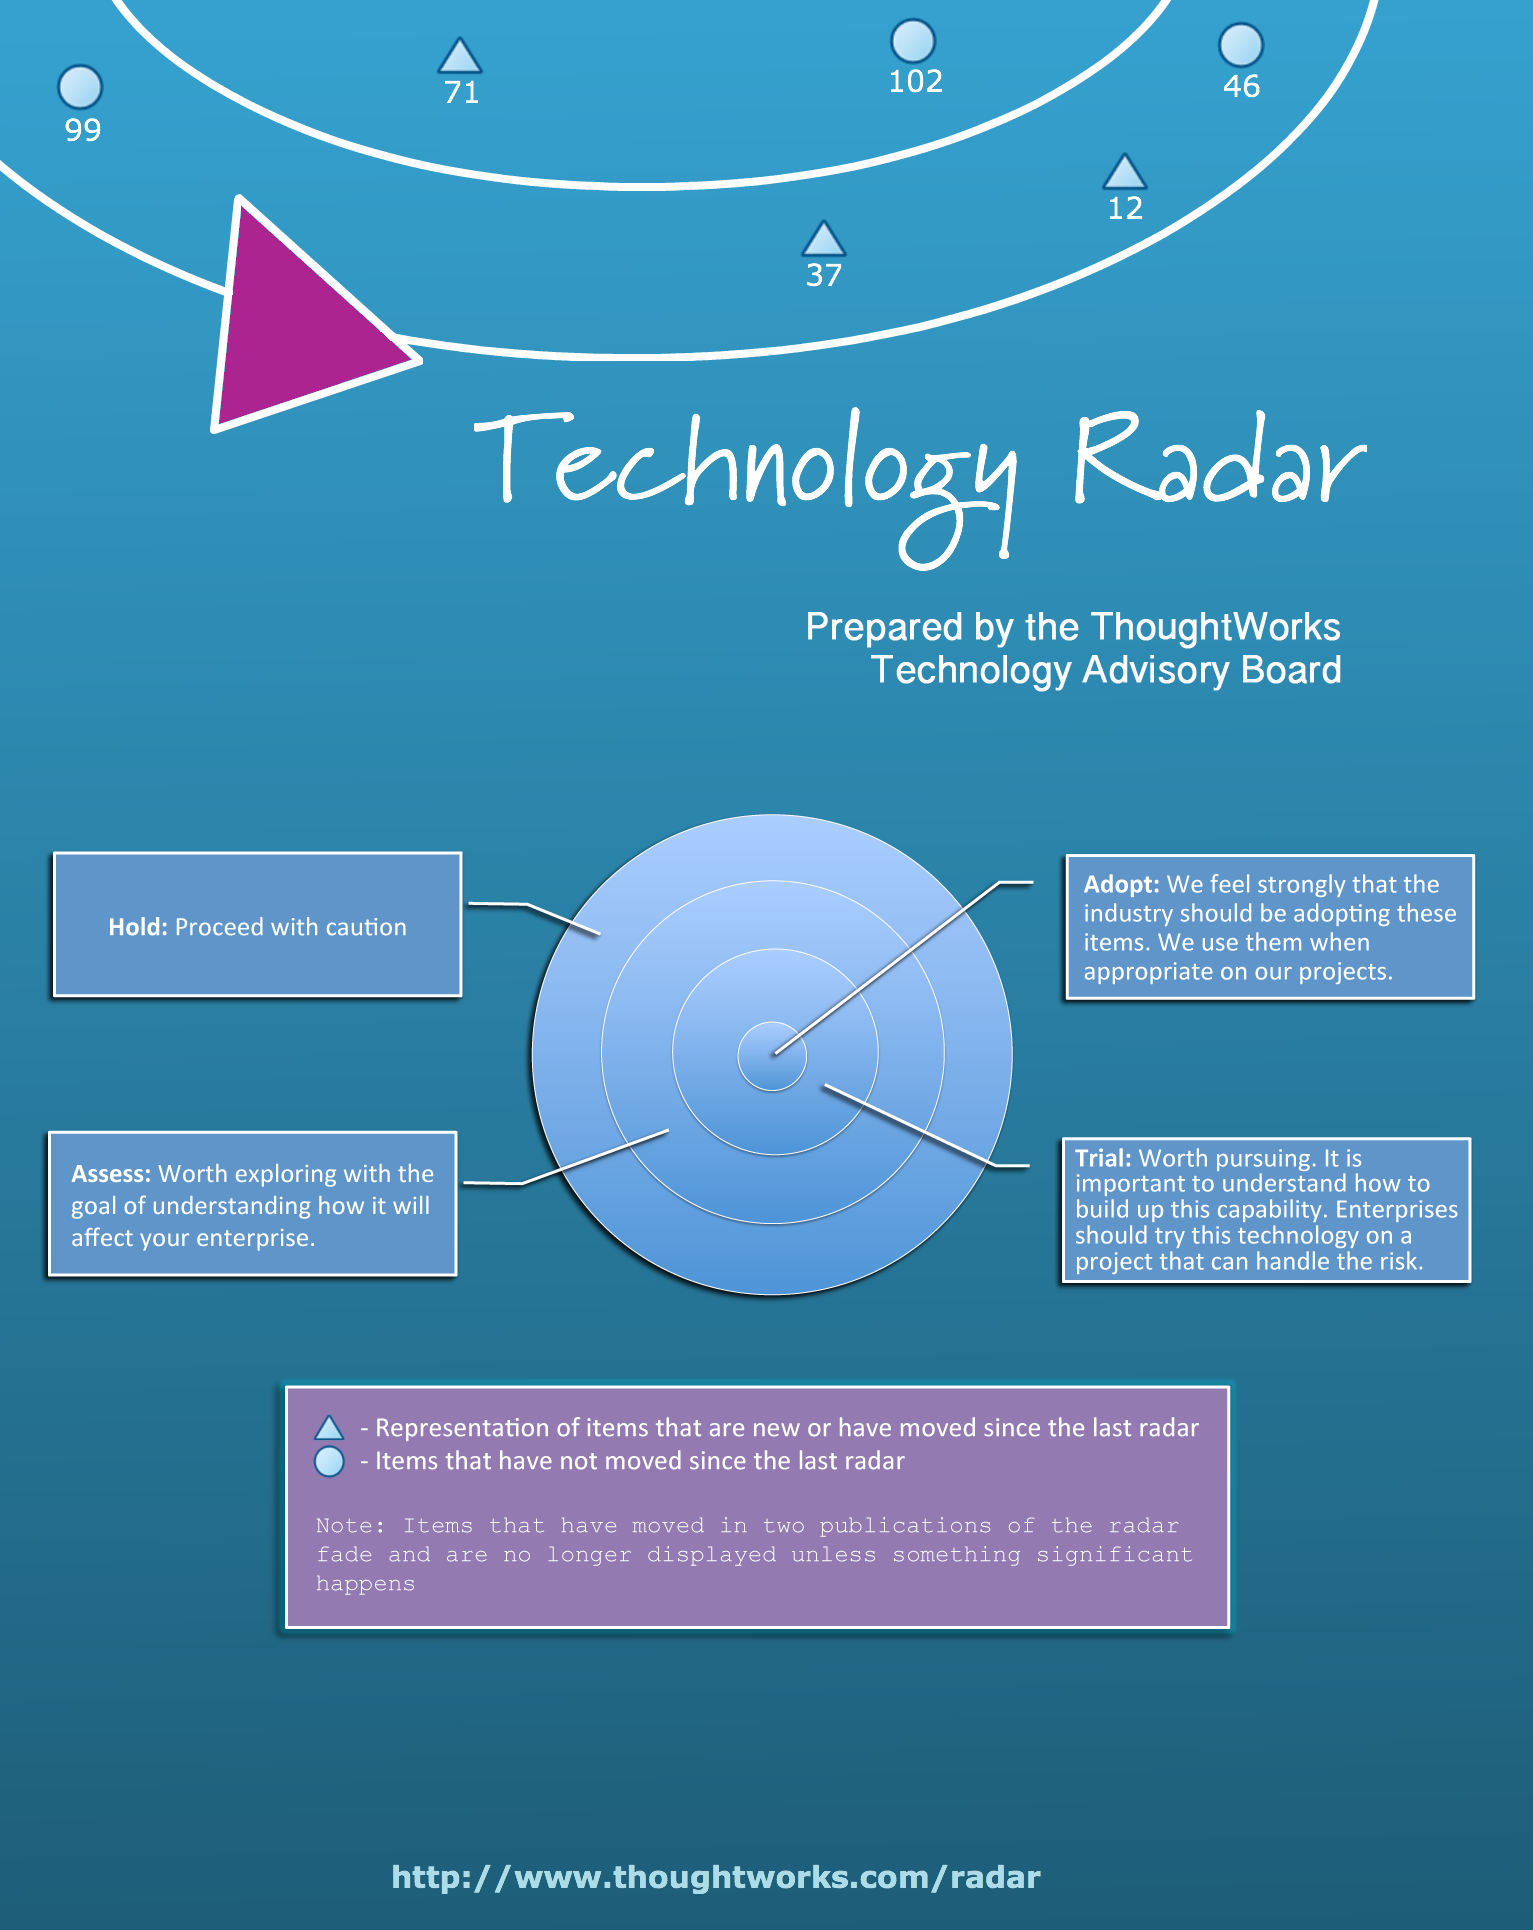 71
102
46
99
12
37
Technology Radar
Prepared by the ThoughtWorks
Technology Advisory Board
Hold: Proceed with caution
Adopt: We feel strongly that the
industry should be adopting these
items. We use them when
appropriate on our projects.
Assess: Worth exploring with the
goal of understanding how it will
affect your enterprise.
Trial: Worth pursuing. It is
important to understand how to
build up this capability. Enterprises
should try this technology on a
project that can handle the risk.
- Representation of items that are new or have moved since the last radar
- Items that have not moved since the last radar
Note: Items that have moved in two publications of the radar
fade and are no longer displayed unless something significant
happens
http://www.thoughtworks.com/radar